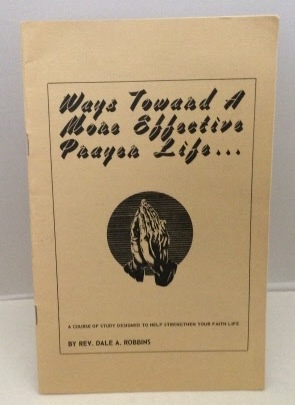 Ways Toward A
More Effective
Prayer Life...
A COURSE OF STUDY DESIGNED TO HELP STRENGTHEN YOUR FAITH LIFE
BY REV. DALE A. ROBBINS